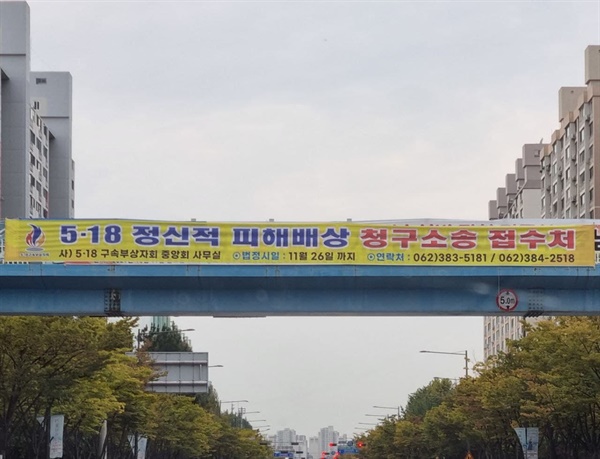 5·18 정신적 피해배상 청구소송 접수처
사) 5·18 구속부상자회 중앙회 사무실 ⊙법정시일 : 11월 26일 까지 ⊙연락처 : 062)383-5181 / 062)384-2518
5.0m